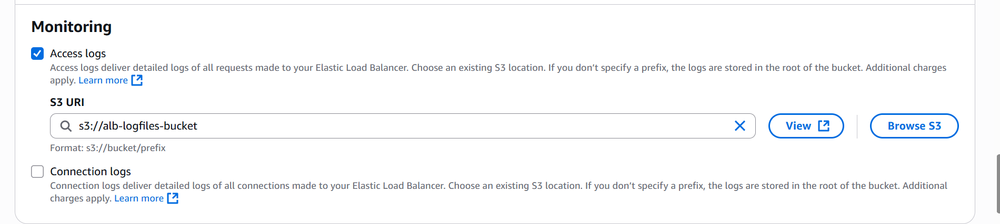 Monitoring
Access logs
Access logs deliver detailed logs of all requests made to your Elastic Load Balancer. Choose an existing S3 location. If you don’t specify a prefix, the logs are stored in the root of the bucket. Additional charges
apply. Learn more
S3 URI
s3://alb-logfiles-bucket
View
Browse S3
Format: s3://bucket/prefix
Connection logs
Connection logs deliver detailed logs of all connections made to your Elastic Load Balancer. Choose an existing S3 location. If you don’t specify a prefix, the logs are stored in the root of the bucket. Additional
charges apply. Learn more